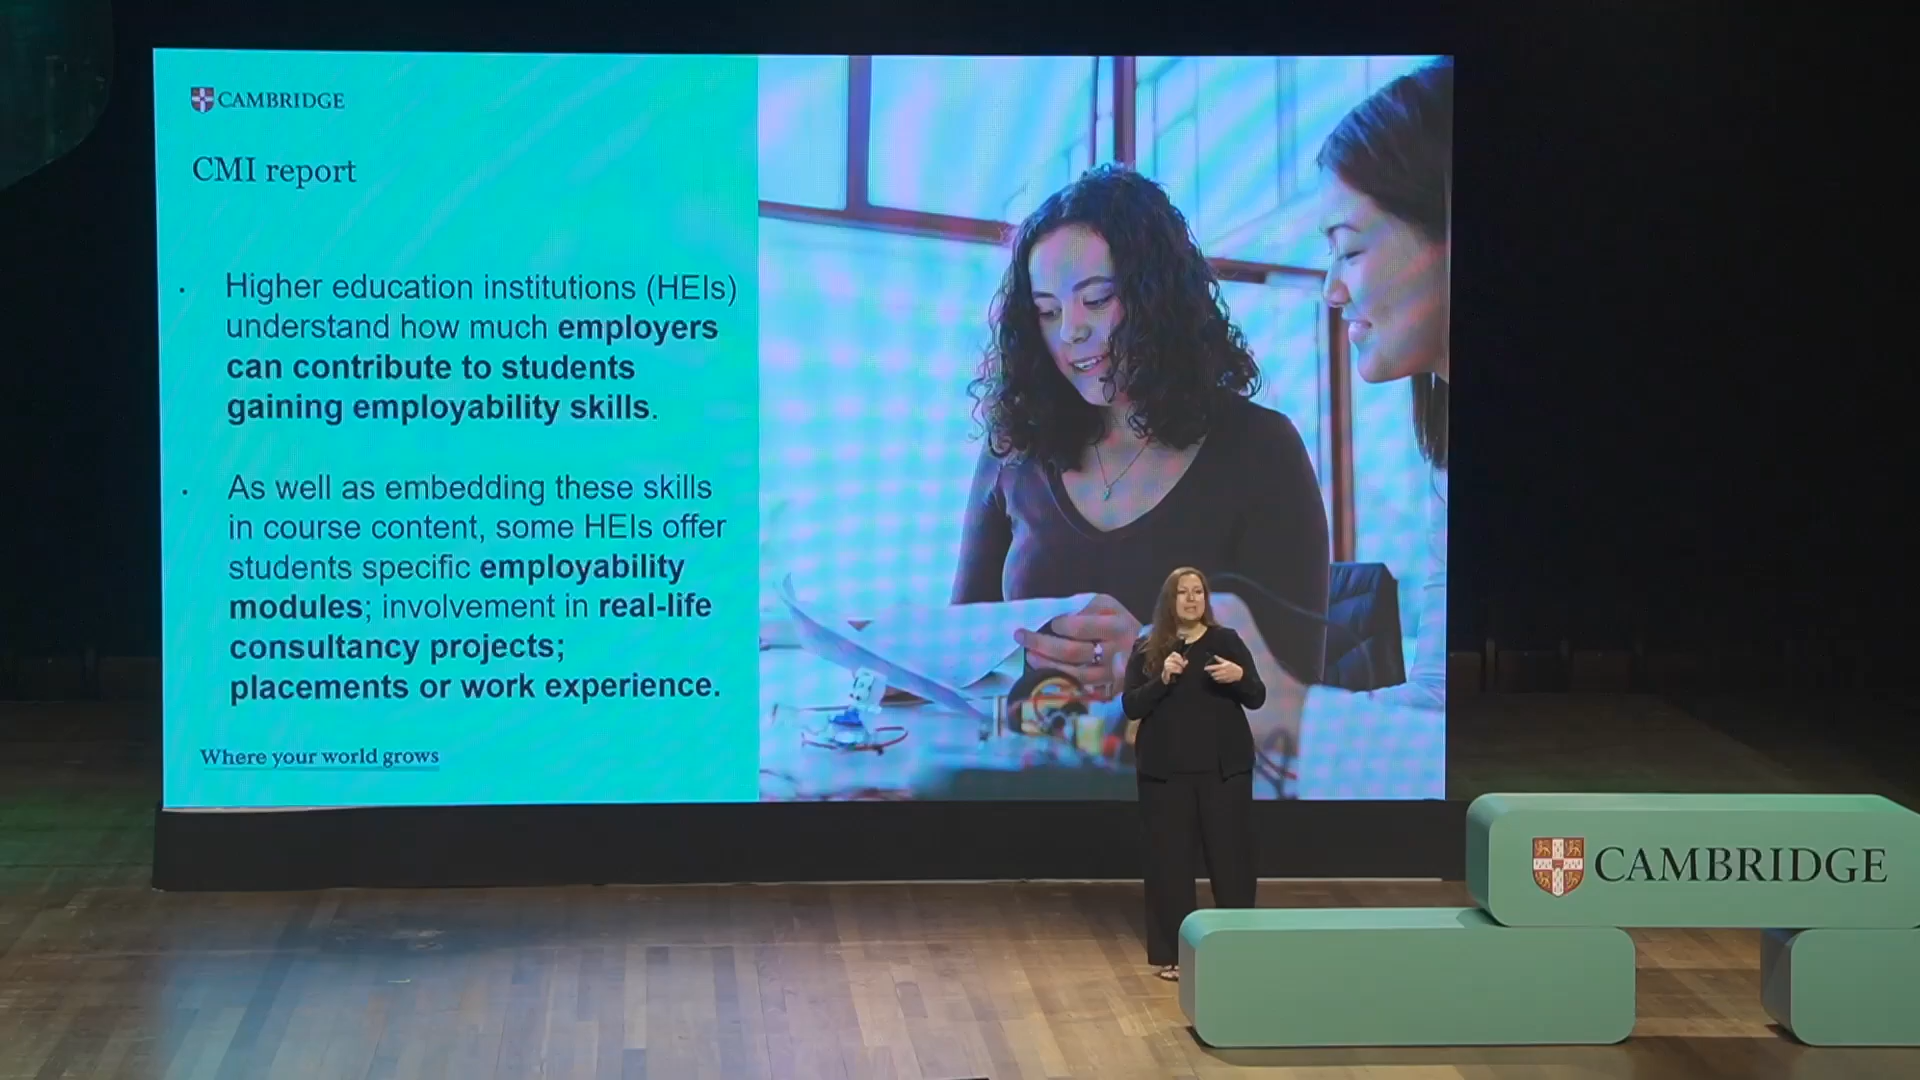 CAMBRIDGE
CMI report
· Higher education institutions (HEIs)
understand how much employers
can contribute to students
gaining employability skills.
· As well as embedding these skills
in course content, some HEIs offer
students specific employability
modules; involvement in real-life
consultancy projects;
placements or work experience.
Where your world grows
CAMBRIDGE